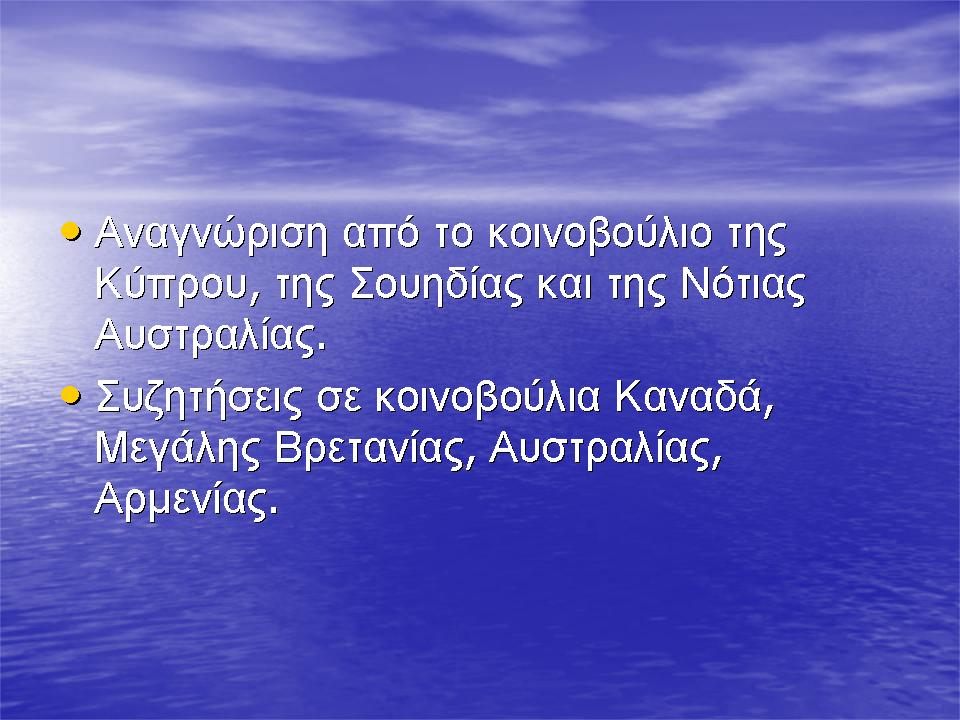 • Αναγνώριση από το κοινοβούλιο της
Κύπρου, της Σουηδίας και της Νότιας
Αυστραλίας.
• Συζητήσεις σε κοινοβούλια Καναδά,
Μεγάλης Βρετανίας, Αυστραλίας,
Αρμενίας.